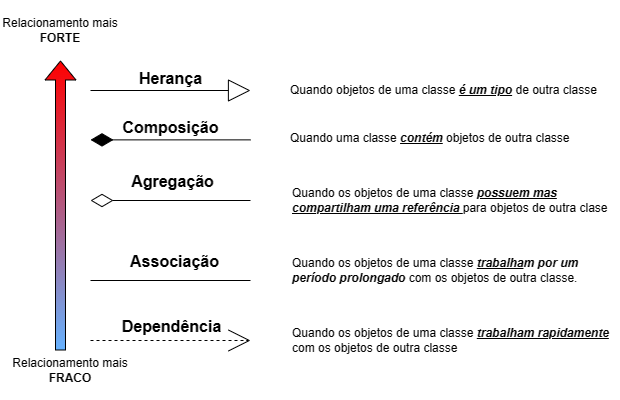 Relacionamento mais
FORTE
Herança
Quando objetos de uma classe é um tipo de outra classe
Composição
Quando uma classe contém objetos de outra classe
Agregação
Quando os objetos de uma classe possuem mas
compartilham uma referência para objetos de outra clase
Associação
Quando os objetos de uma classe trabalham por um
período prolongado com os objetos de outra classe.
Dependência
Quando os objetos de uma classe trabalham rapidamente
com os objetos de outra classe
Relacionamento mais
FRACO